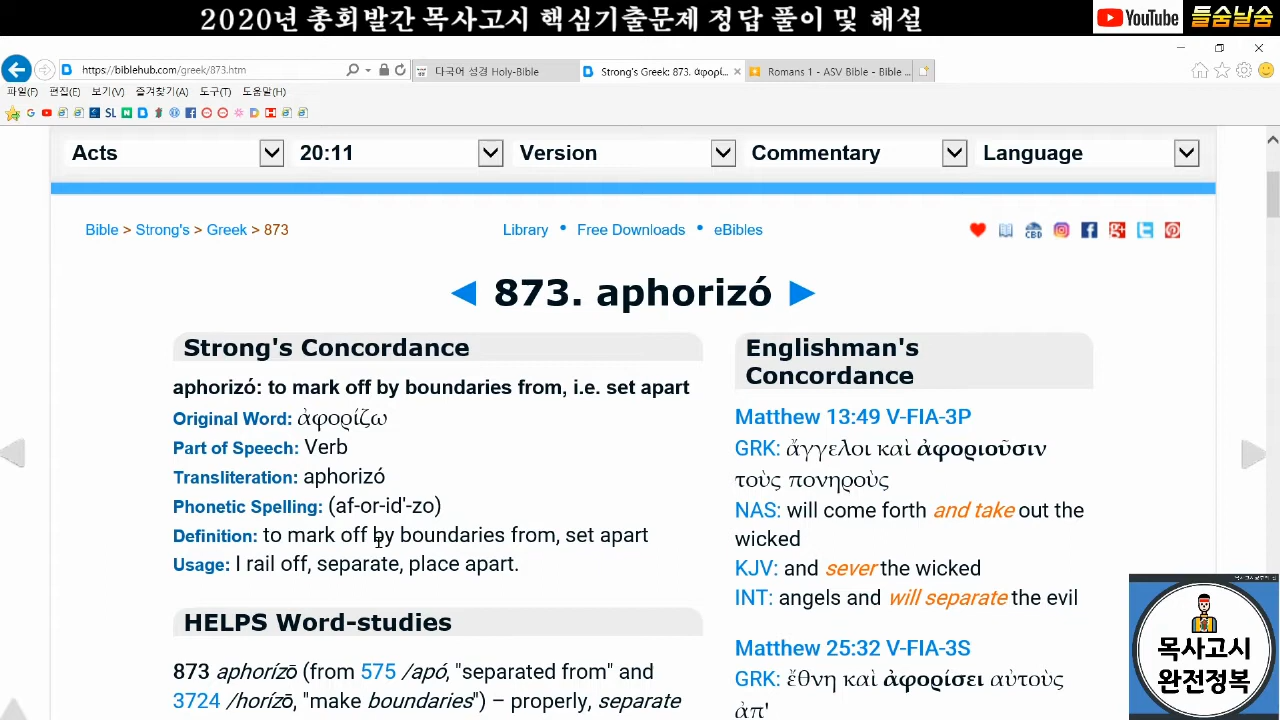 2020년 총회발간 목사고시 핵심기출문제 정답 풀이 및 해설
YouTube 들숨날숨
https://biblehub.com/greek/873.htm
다국어 성경 Holy-Bible
Strong's Greek: 873. ἀφορί...
Romans 1 - ASV Bible - Bible ...
파일(F) 편집(E) 보기(V) 즐겨찾기(A) 도구(T) 도움말(H)
Acts 20:11 Version Commentary Language
Bible > Strong's > Greek > 873
Library • Free Downloads • eBibles
CBD
873. aphorizó
Strong's Concordance
aphorizó: to mark off by boundaries from, i.e. set apart
Original Word: ἀφορίζω
Part of Speech: Verb
Transliteration: aphorizó
Phonetic Spelling: (af-or-id'-zo)
Definition: to mark off by boundaries from, set apart
Usage: I rail off, separate, place apart.
HELPS Word-studies
873 aphorízō (from 575 /apó, "separated from" and
3724 /horízō, "make boundaries") – properly, separate
Englishman's
Concordance
Matthew 13:49 V-FIA-3P
GRK: ἄγγελοι καὶ ἀφοριοῦσιν
τοὺς πονηροὺς
NAS: will come forth and take out the
wicked
KJV: and sever the wicked
INT: angels and will separate the evil
Matthew 25:32 V-FIA-3S
GRK: ἔθνη καὶ ἀφορίσει αὐτοὺς
ἀπ'
목사고시
완전정복